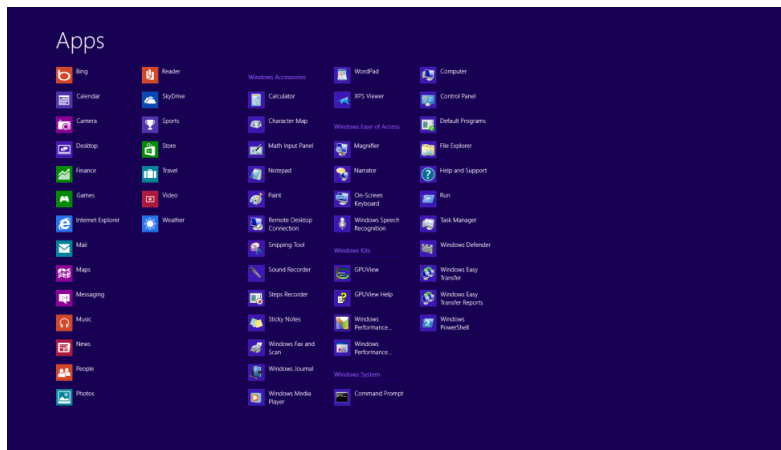 Apps
Bing
Calendar
Camera
Desktop
Finance
Games
Internet Explorer
Mail
Maps
Messaging
Music
News
People
Photos
Reader
SkyDrive
Sports
Store
Travel
Video
Weather
Windows Accessories
Calculator
Character Map
Math Input Panel
Notepad
Paint
Remote Desktop
Connection
Snipping Tool
Sound Recorder
Steps Recorder
Sticky Notes
Windows Fax and
Scan
Windows Journal
Windows Media
Player
WordPad
XPS Viewer
Windows Ease of Access
Magnifier
Narrator
On-Screen
Keyboard
Windows Speech
Recognition
Windows Kits
GPUView
GPUView Help
Windows
Performance...
Windows
Performance...
Windows System
Command Prompt
Computer
Control Panel
Default Programs
File Explorer
Help and Support
Run
Task Manager
Windows Defender
Windows Easy
Transfer
Windows Easy
Transfer Reports
Windows
PowerShell